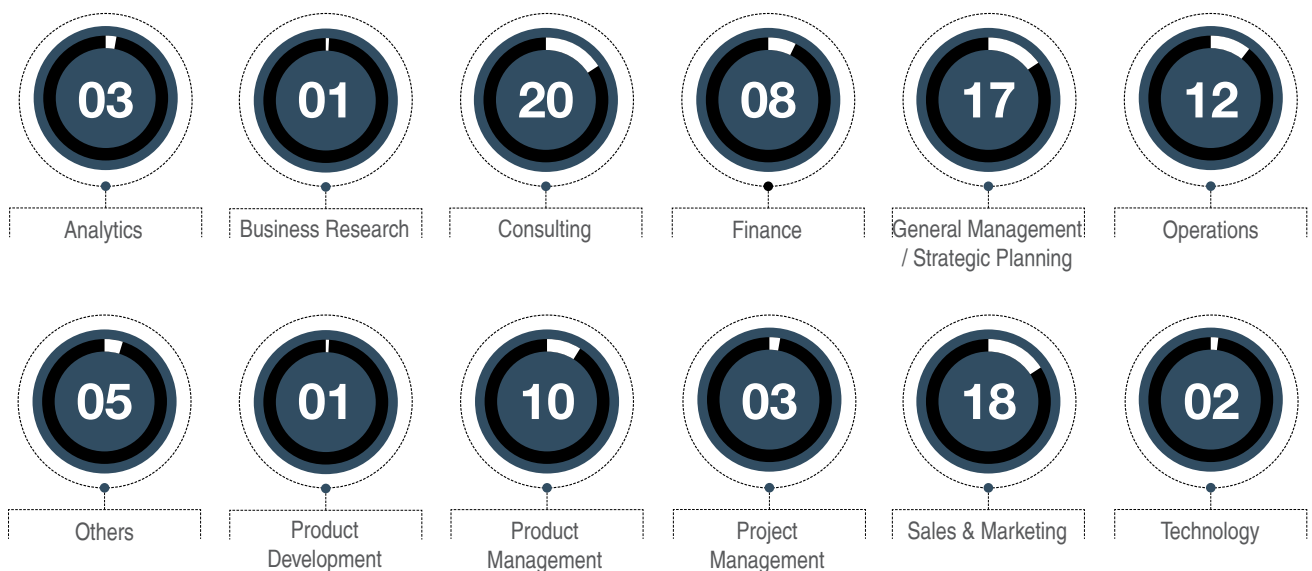 03 01 20 08 17 12
Analytics Business Research Consulting Finance General Management Operations
/ Strategic Planning
05 01 10 03 18 02
Others Product Product Project Sales & Marketing Technology
Development Management Management